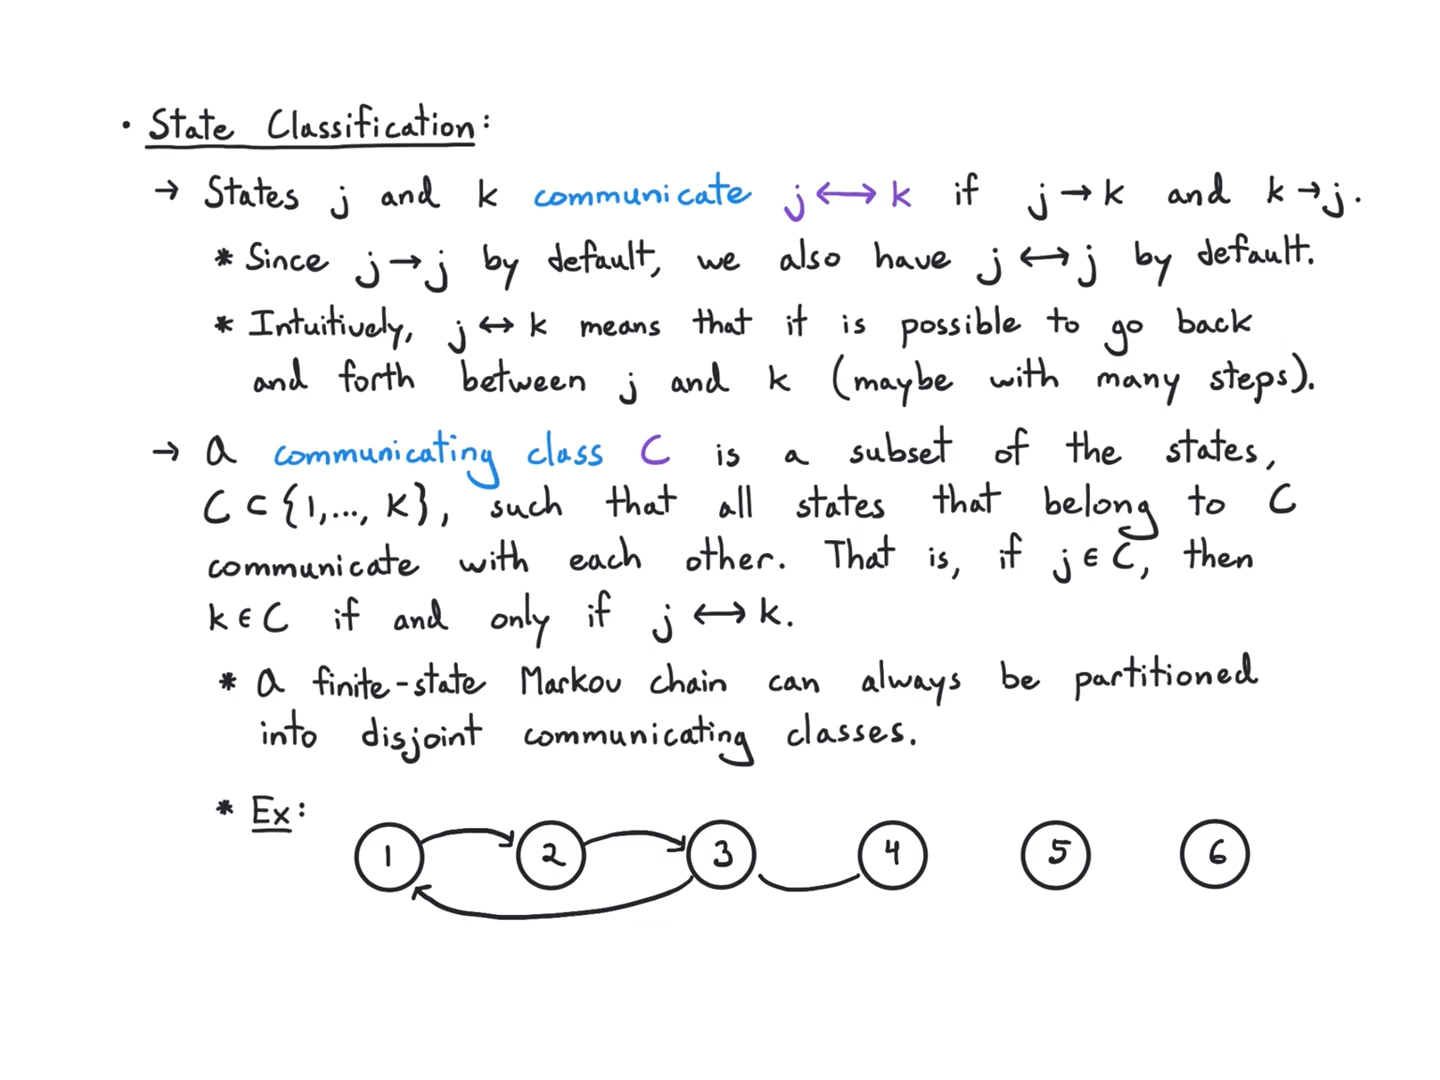 • State Classification:
→ States j and k communicate j ↔ k if j → k and k → j.
* Since j → j by default, we also have j ↔ j by default.
* Intuitively, j ↔ k means that it is possible to go back
and forth between j and k (maybe with many steps).
→ A communicating class C is a subset of the states,
C ⊂ {1,..., K}, such that all states that belong to C
communicate with each other. That is, if j ∈ C, then
k ∈ C if and only if j ↔ k.
* A finite-state Markov chain can always be partitioned
into disjoint communicating classes.
* Ex:
1 2 3 4 5 6